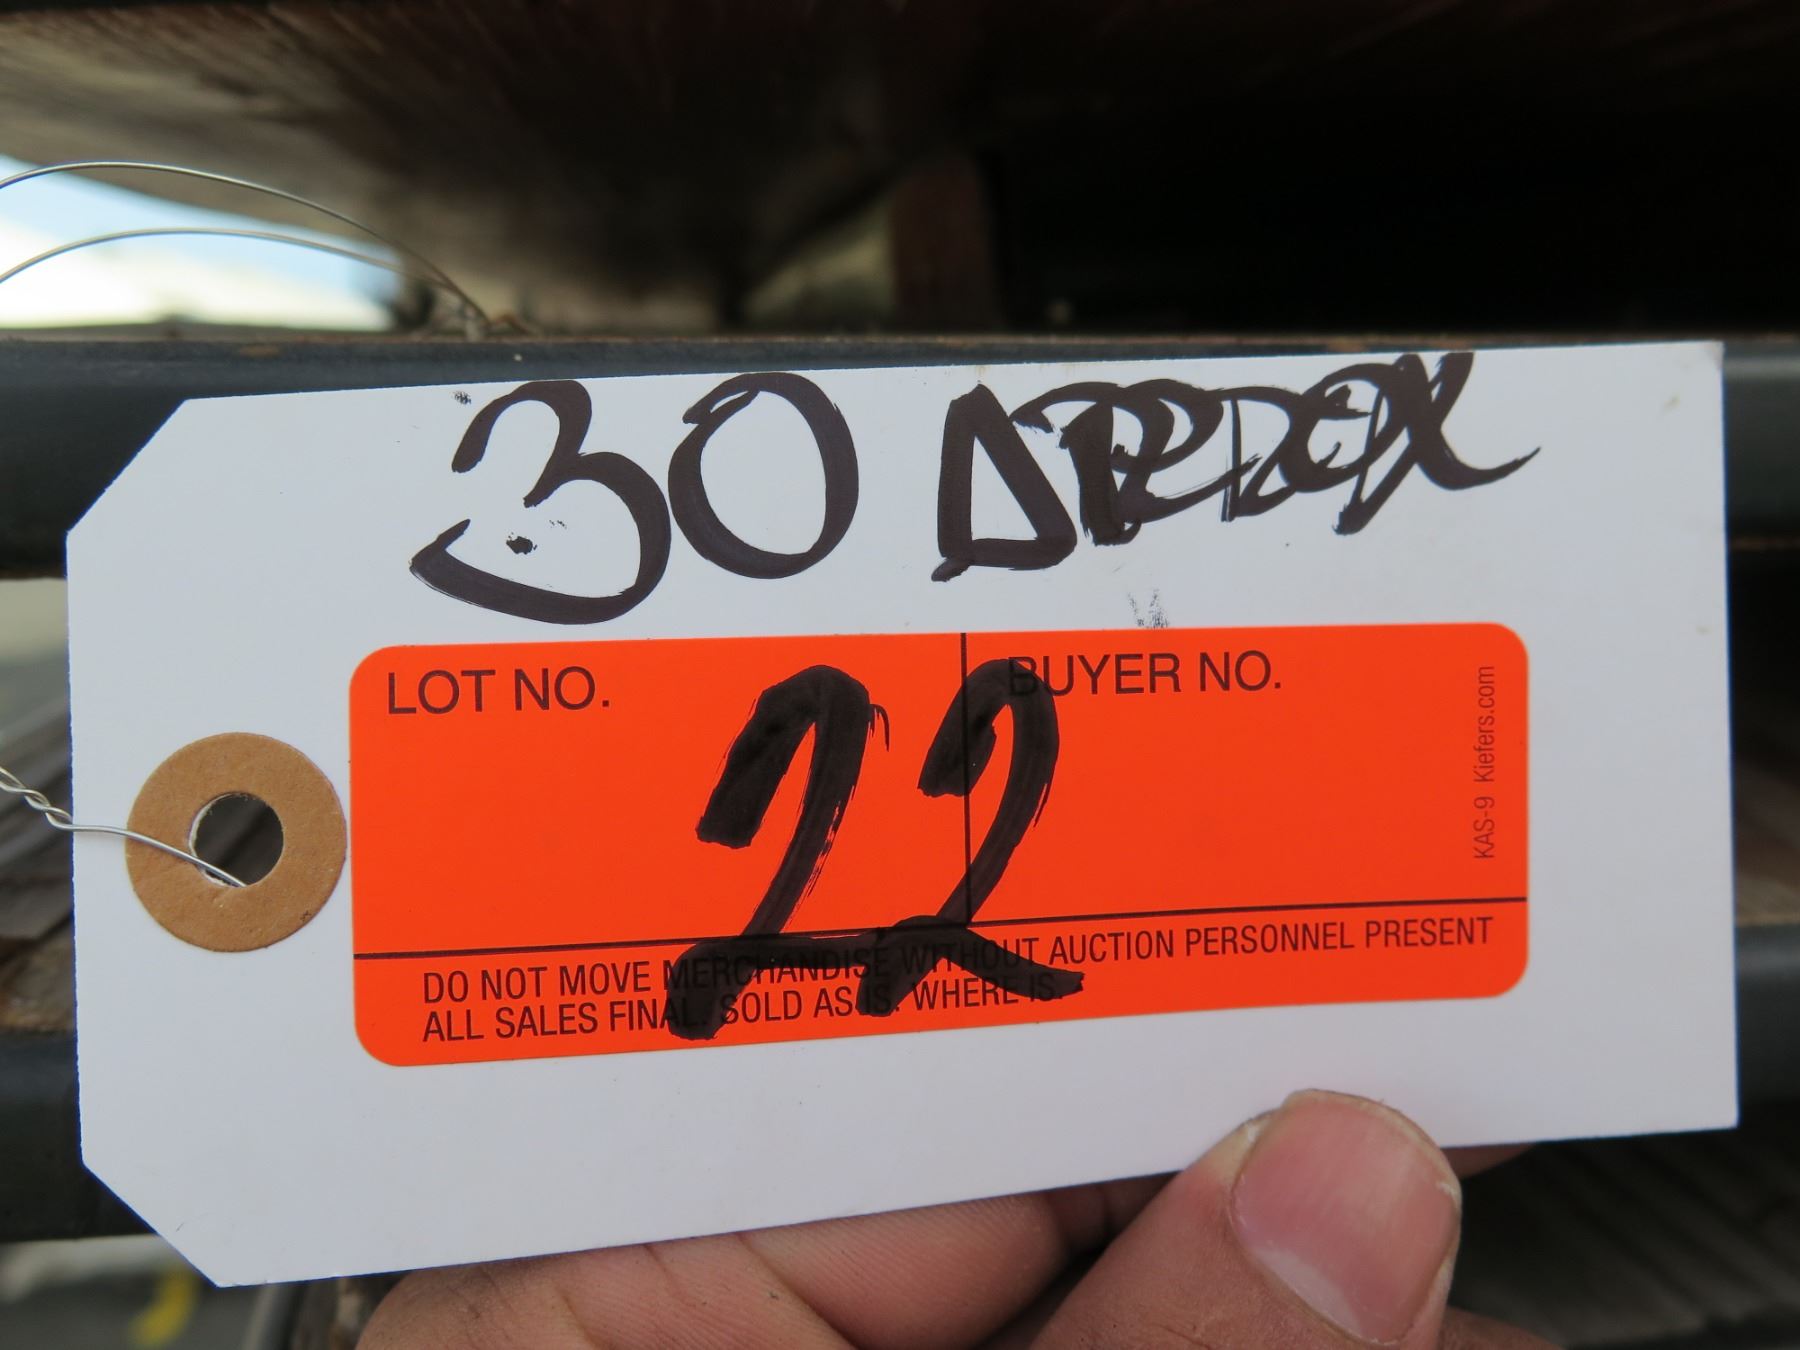 30 APPROX
LOT NO.
BUYER NO.
22
KAS-9 Kiefers.com
DO NOT MOVE MERCHANDISE WITHOUT AUCTION PERSONNEL PRESENT
ALL SALES FINAL. SOLD AS IS. WHERE IS.